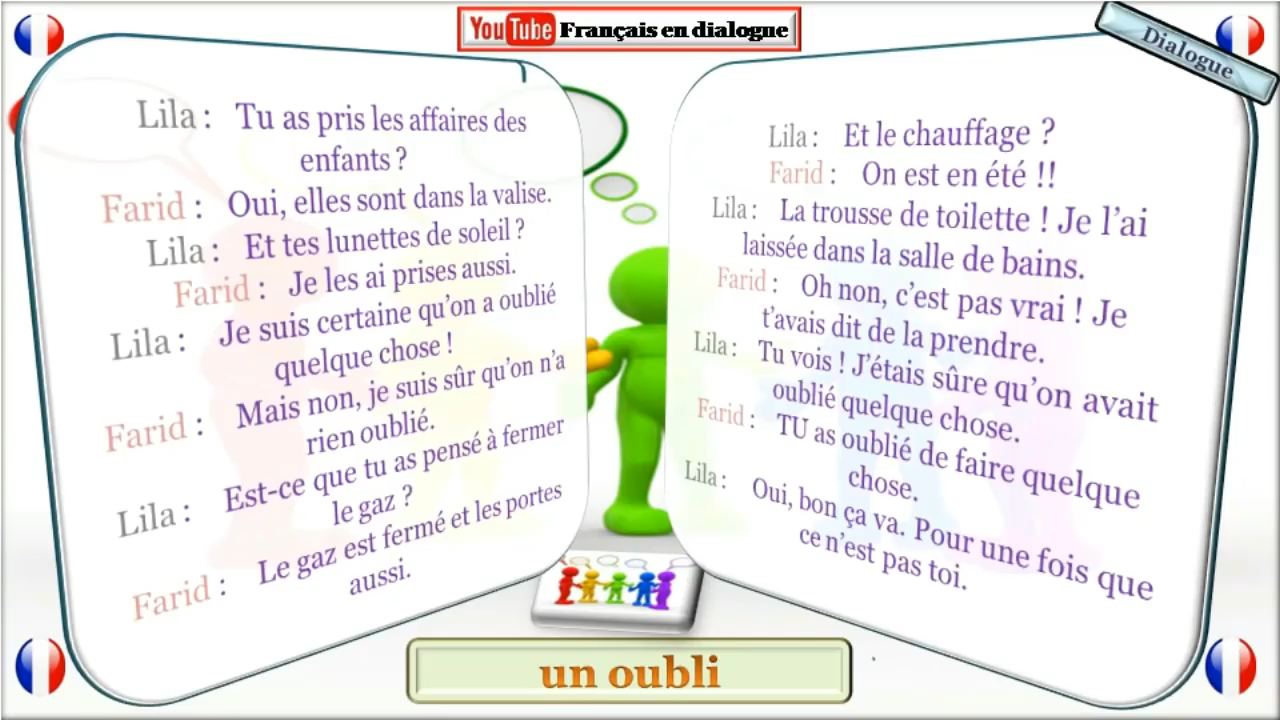 YouTube Français en dialogue
Dialogue
Lila : Tu as pris les affaires des
enfants ?
Farid : Oui, elles sont dans la valise.
Lila : Et tes lunettes de soleil ?
Farid : Je les ai prises aussi.
Lila : Je suis certaine qu'on a oublié
quelque chose !
Farid : Mais non, je suis sûr qu'on n'a
rien oublié.
Lila : Est-ce que tu as pensé à fermer
le gaz ?
Farid : Le gaz est fermé et les portes
aussi.
Lila : Et le chauffage ?
Farid : On est en été !!
Lila : La trousse de toilette ! Je l'ai
laissée dans la salle de bains.
Farid : Oh non, c'est pas vrai ! Je
t'avais dit de la prendre.
Lila : Tu vois ! J'étais sûre qu'on avait
oublié quelque chose.
Farid : TU as oublié de faire quelque
chose.
Lila : Oui, bon ça va. Pour une fois que
ce n'est pas toi.
un oubli